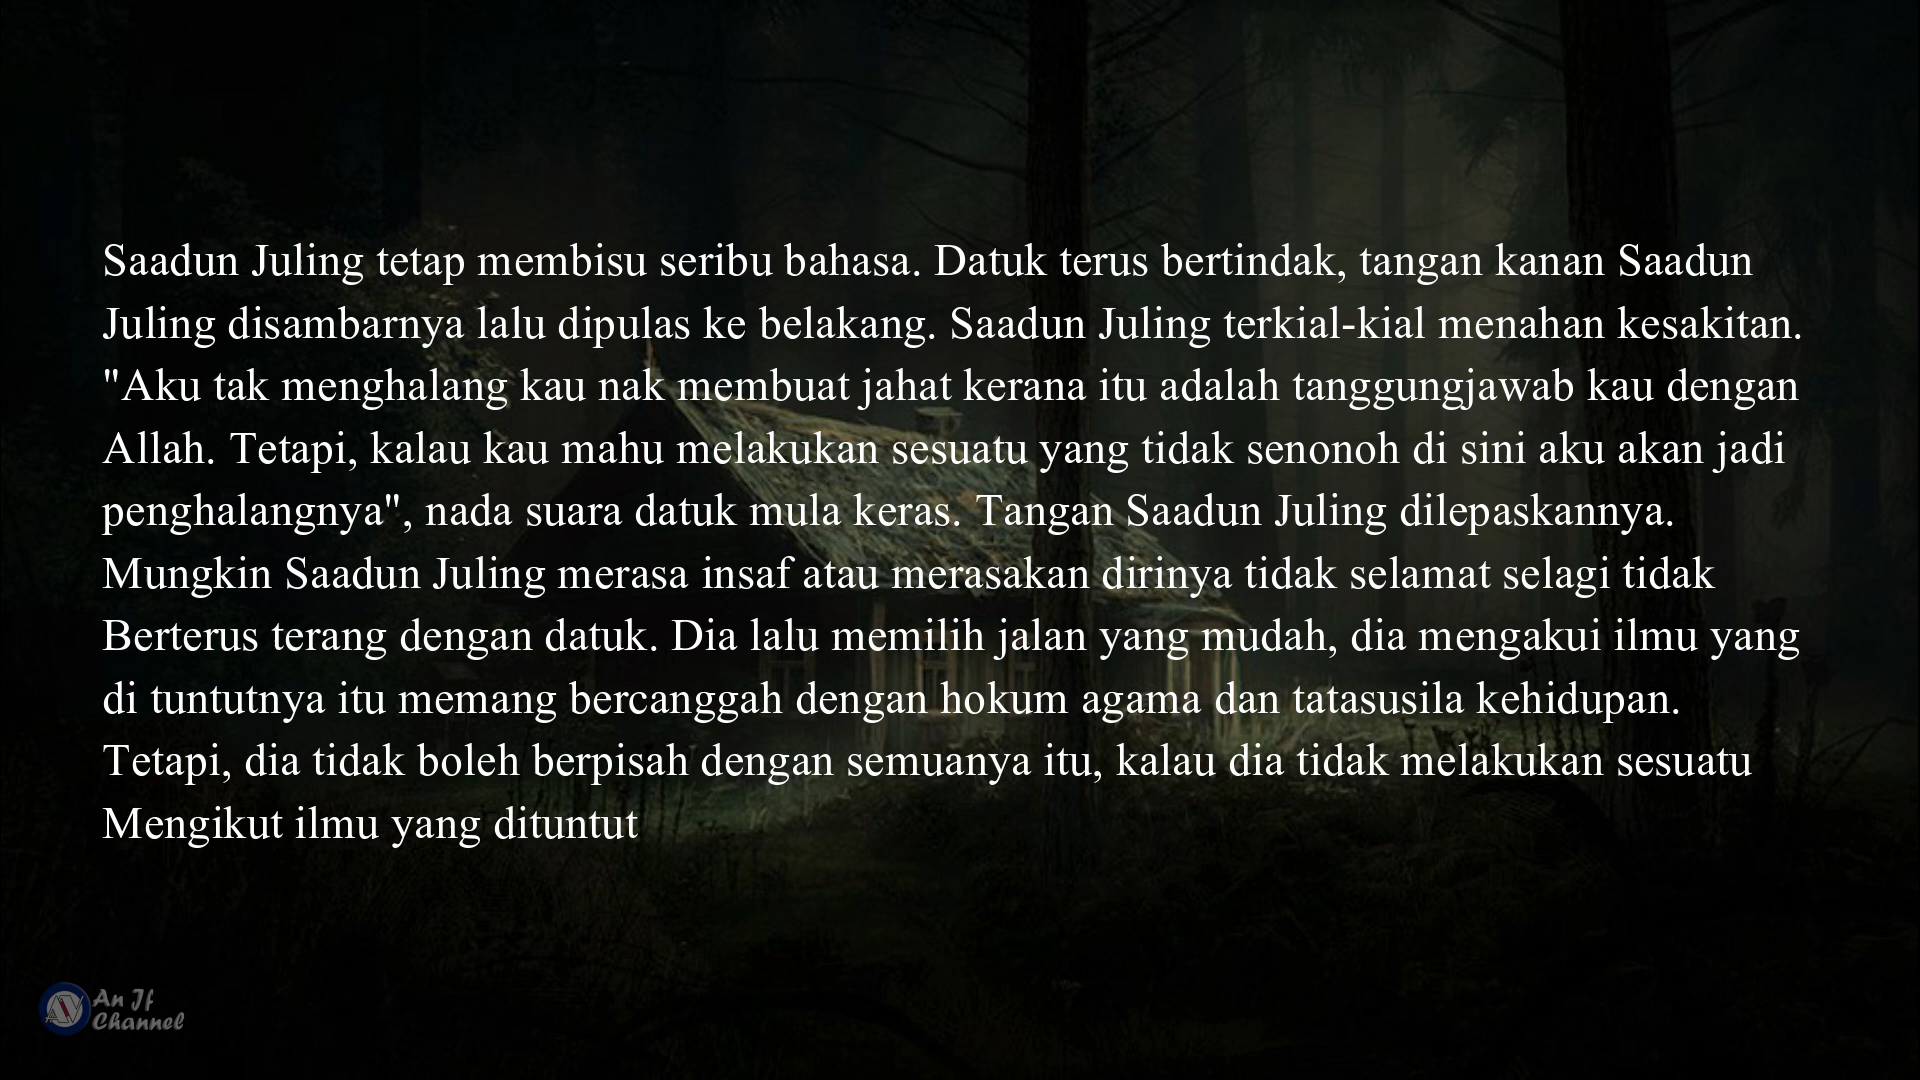 Saadun Juling tetap membisu seribu bahasa. Datuk terus bertindak, tangan kanan Saadun
Juling disambarnya lalu dipulas ke belakang. Saadun Juling terkial-kial menahan kesakitan.
"Aku tak menghalang kau nak membuat jahat kerana itu adalah tanggungjawab kau dengan
Allah. Tetapi, kalau kau mahu melakukan sesuatu yang tidak senonoh di sini aku akan jadi
penghalangnya", nada suara datuk mula keras. Tangan Saadun Juling dilepaskannya.
Mungkin Saadun Juling merasa insaf atau merasakan dirinya tidak selamat selagi tidak
Berterus terang dengan datuk. Dia lalu memilih jalan yang mudah, dia mengakui ilmu yang
di tuntutnya itu memang bercanggah dengan hokum agama dan tatasusila kehidupan.
Tetapi, dia tidak boleh berpisah dengan semuanya itu, kalau dia tidak melakukan sesuatu
Mengikut ilmu yang dituntut
An If
Channel